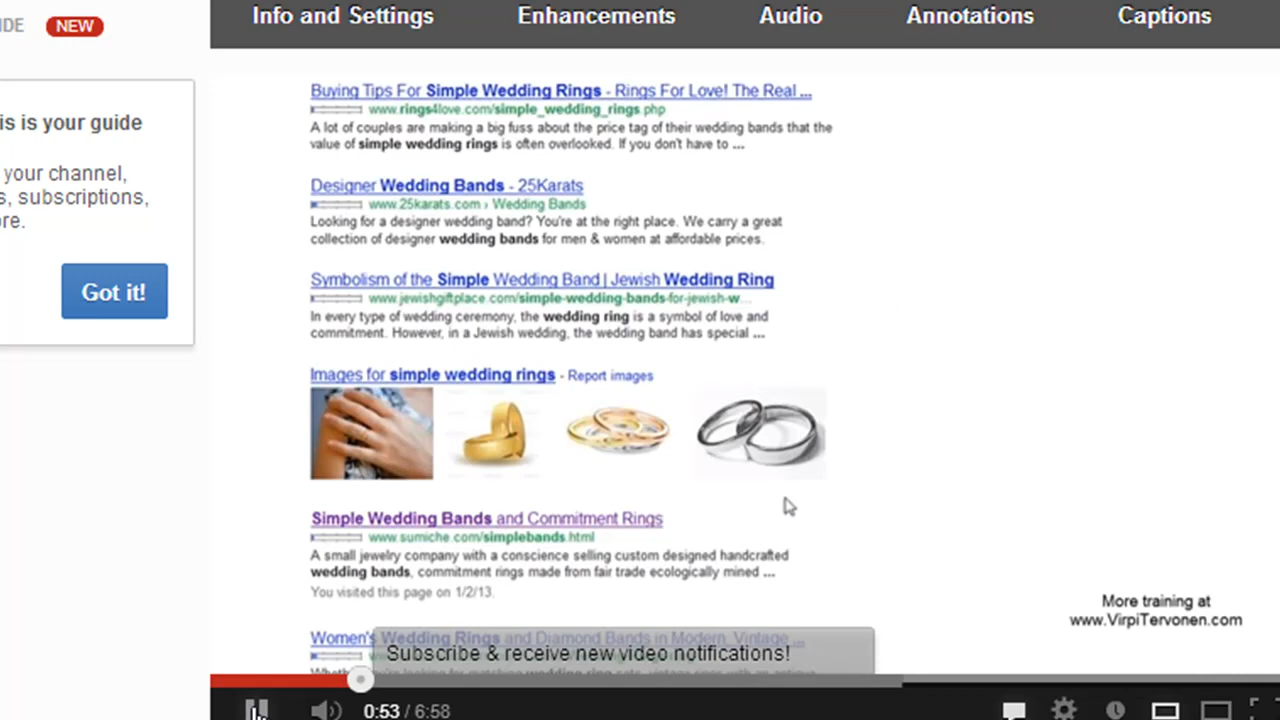 Info and Settings Enhancements Audio Annotations Captions
IDE NEW
is is your guide
your channel,
s, subscriptions,
re.
Got it!
Buying Tips For Simple Wedding Rings - Rings For Love! The Real ...
www.rings4love.com/simple_wedding_rings.php
A lot of couples are making a big fuss about the price tag of their wedding bands that the
value of simple wedding rings is often overlooked. If you don't have to ...
Designer Wedding Bands - 25Karats
www.25karats.com › Wedding Bands
Looking for a designer wedding band? You're at the right place. We carry a great
collection of designer wedding bands for men & women at affordable prices.
Symbolism of the Simple Wedding Band | Jewish Wedding Ring
www.jewishgiftplace.com/simple-wedding-bands-for-jewish-w...
In every type of wedding ceremony, the wedding ring is a symbol of love and
commitment. However, in a Jewish wedding, the wedding band has special ...
Images for simple wedding rings - Report images
Simple Wedding Bands and Commitment Rings
www.sumiche.com/simplebands.html
A small jewelry company with a conscience selling custom designed handcrafted
wedding bands, commitment rings made from fair trade ecologically mined ...
You visited this page on 1/2/13.
More training at
www.VirpiTervonen.com
Women's Wedding Rings and Diamond Bands in Modern, Vintage ...
Subscribe & receive new video notifications!
0:53 / 6:58